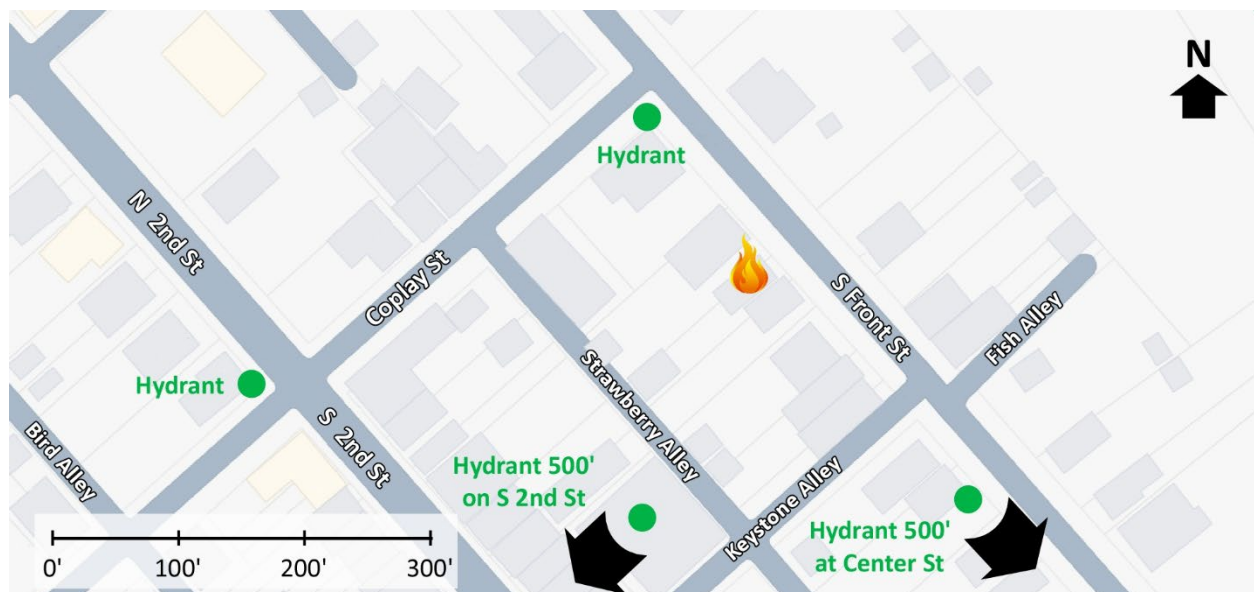 N
Hydrant
N 2nd St
Coplay St
S Front St
Fish Alley
Hydrant
Strawberry Alley
S 2nd St
Bird Alley
Hydrant 500'
on S 2nd St
Keystone Alley
Hydrant 500'
at Center St
0' 100' 200' 300'